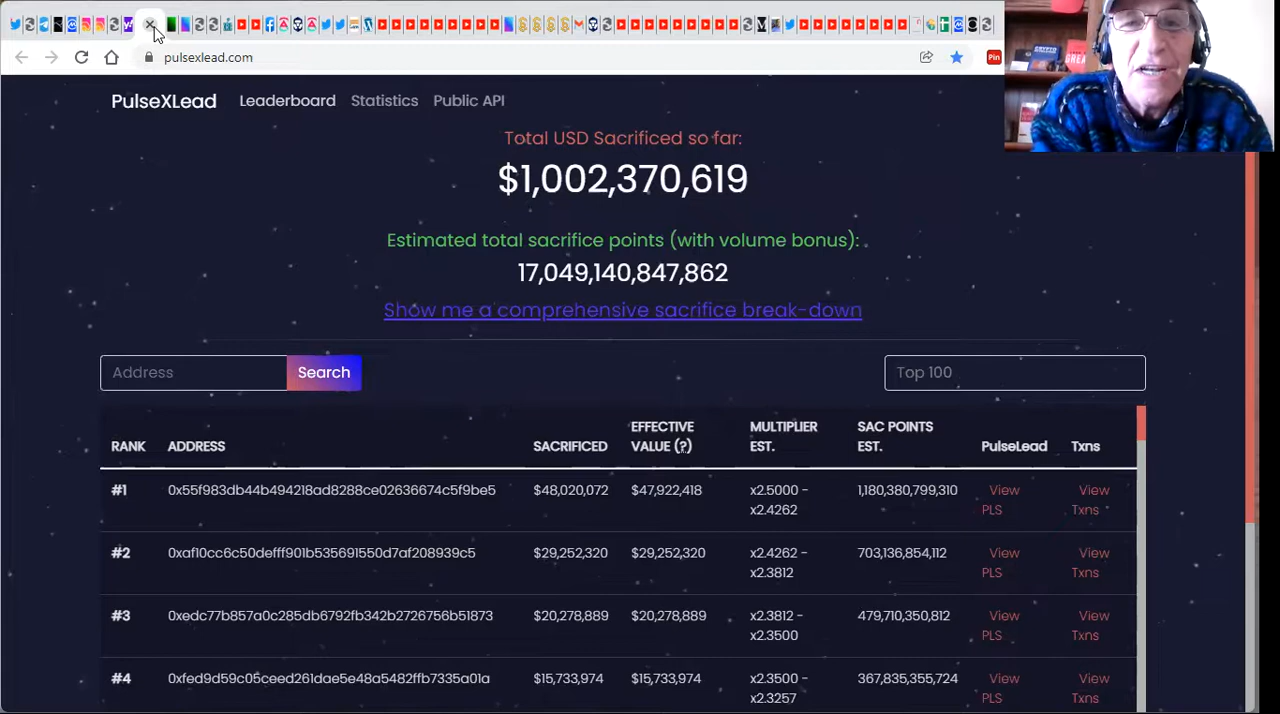 pulsexlead.com
Pin
PulseXLead Leaderboard Statistics Public API
Total USD Sacrificed so far:
$1,002,370,619
Estimated total sacrifice points (with volume bonus):
17,049,140,847,862
Show me a comprehensive sacrifice break-down
Address Search Top 100
RANK ADDRESS SACRIFICED EFFECTIVE VALUE (?) MULTIPLIER EST. SAC POINTS EST. PulseLead Txns
#1 0x55f983db44b494218ad8288ce02636674c5f9be5 $48,020,072 $47,922,418 x2.5000 - 1,180,380,799,310 View View
x2.4262 PLS Txns
#2 0xaf10cc6c50defff901b535691550d7af208939c5 $29,252,320 $29,252,320 x2.4262 - 703,136,854,112 View View
x2.3812 PLS Txns
#3 0xedc77b857a0c285db6792fb342b2726756b51873 $20,278,889 $20,278,889 x2.3812 - 479,710,350,812 View View
x2.3500 PLS Txns
#4 0xfed9d59c05ceed261dae5e48a5482ffb7335a01a $15,733,974 $15,733,974 x2.3500 - 367,835,355,724 View View
x2.3257 PLS Txns